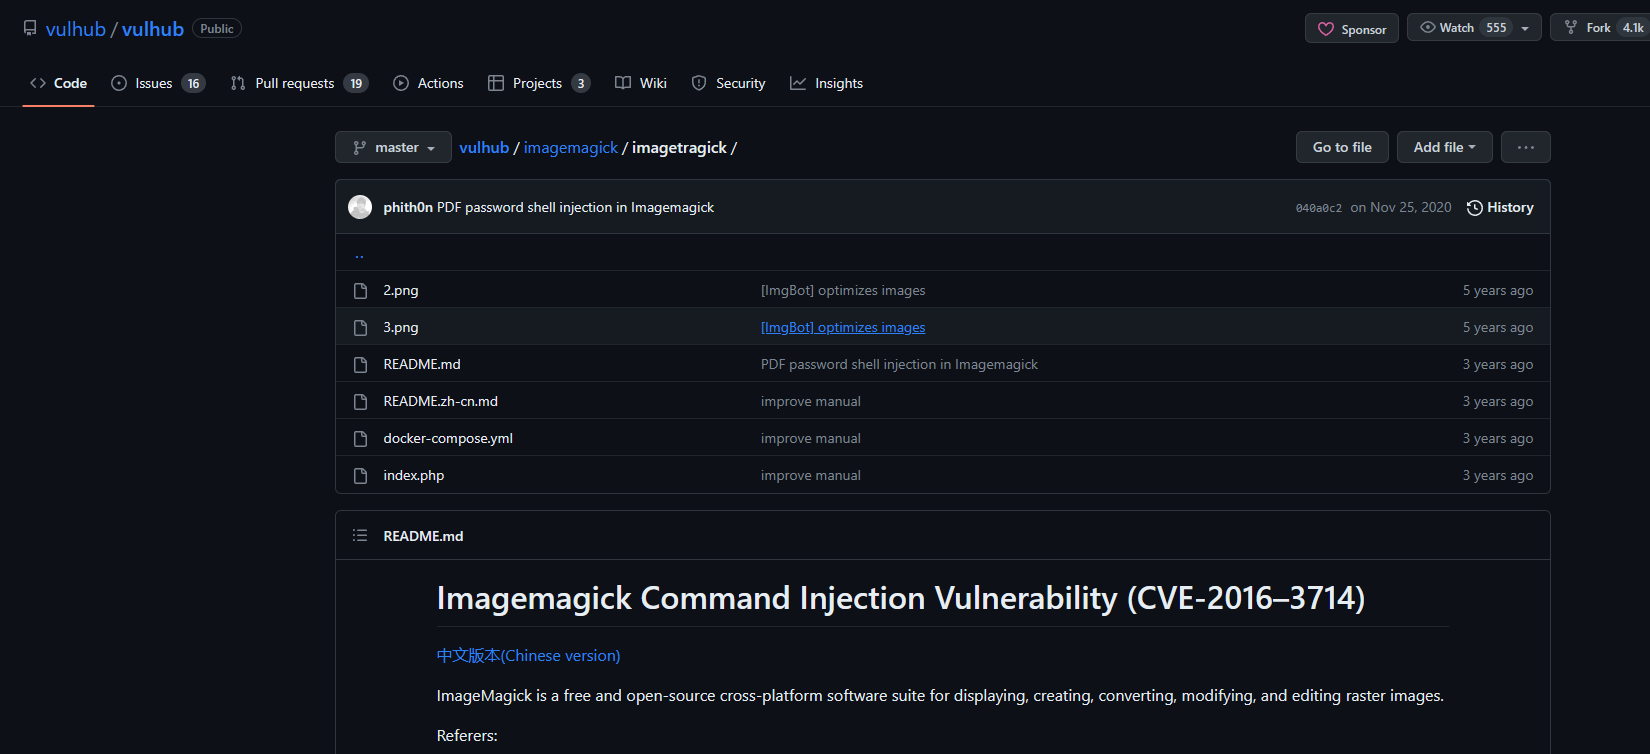 vulhub / vulhub Public Sponsor Watch 555 Fork 4.1k
Code Issues 16 Pull requests 19 Actions Projects 3 Wiki Security Insights
master vulhub / imagemagick / imagetragick / Go to file Add file ...
phith0n PDF password shell injection in Imagemagick 040a0c2 on Nov 25, 2020 History
..
2.png [ImgBot] optimizes images 5 years ago
3.png [ImgBot] optimizes images 5 years ago
README.md PDF password shell injection in Imagemagick 3 years ago
README.zh-cn.md improve manual 3 years ago
docker-compose.yml improve manual 3 years ago
index.php improve manual 3 years ago
README.md
Imagemagick Command Injection Vulnerability (CVE-2016–3714)
中文版本(Chinese version)
ImageMagick is a free and open-source cross-platform software suite for displaying, creating, converting, modifying, and editing raster images.
Referers: